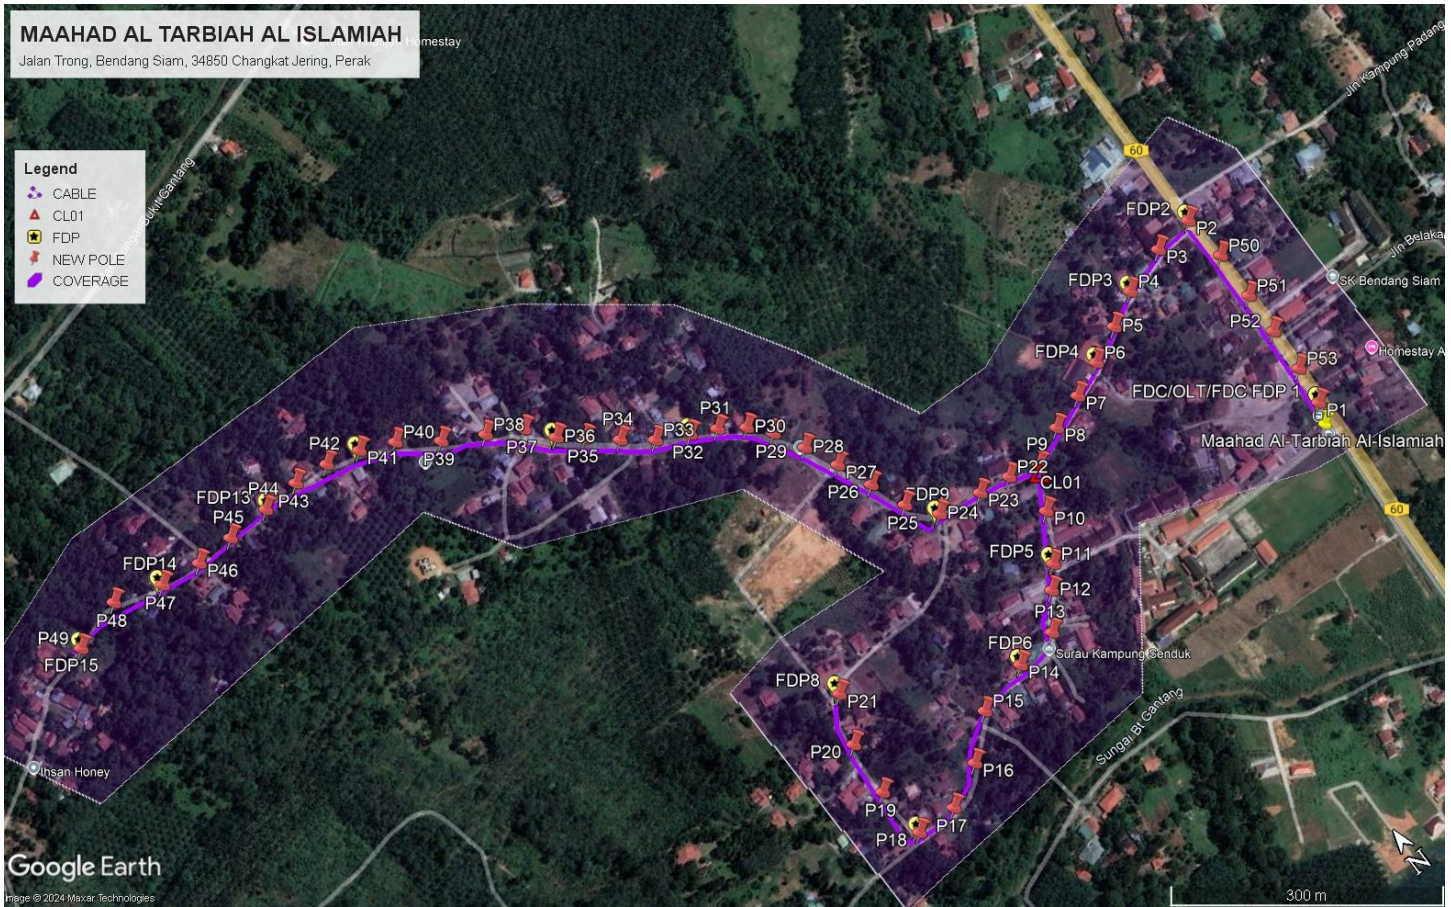 MAAHAD AL TARBIAH AL ISLAMIAH
Homestay
Jalan Trong, Bendang Siam, 34850 Changkat Jering, Perak
Jln Kampung Padang
60
Legend
CABLE
CL01
FDP
NEW POLE
COVERAGE
Bukit Gantang
FDP2
P2
P3
P50
Jln Belaka
FDP3
P4
SK Bendang Siam
P51
P5
P52
FDP4
P6
Homestay A
P53
FDC/OLT/FDC FDP 1
P7
P1
P8
Maahad Al-Tarbiah Al-Islamiah
P9
P42
P40
P38
P36
P34
P31
P30
P41
P39
P37
P35
P33
P32
P29
P28
P27
P26
P22
P23
CL01
FDP9
P24
P25
P10
60
FDP13
P44
P43
P45
FDP5
P11
P46
FDP14
P12
P47
P13
P48
P49
FDP15
FDP6
Surau Kampung Senduk
P14
FDP8
P21
P15
Sungai Bt Gantang
P20
P16
Ihsan Honey
P19
P17
P18
Google Earth
N
Image © 2024 Maxar Technologies
300 m